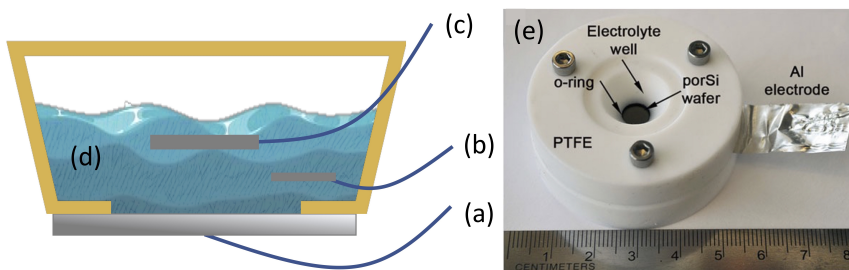 (c)
(b)
(a)
(d)
(e)
Electrolyte
well
o-ring
porSi
wafer
Al
electrode
PTFE
1 2 3 4 5 6 7 8
CENTIMETERS